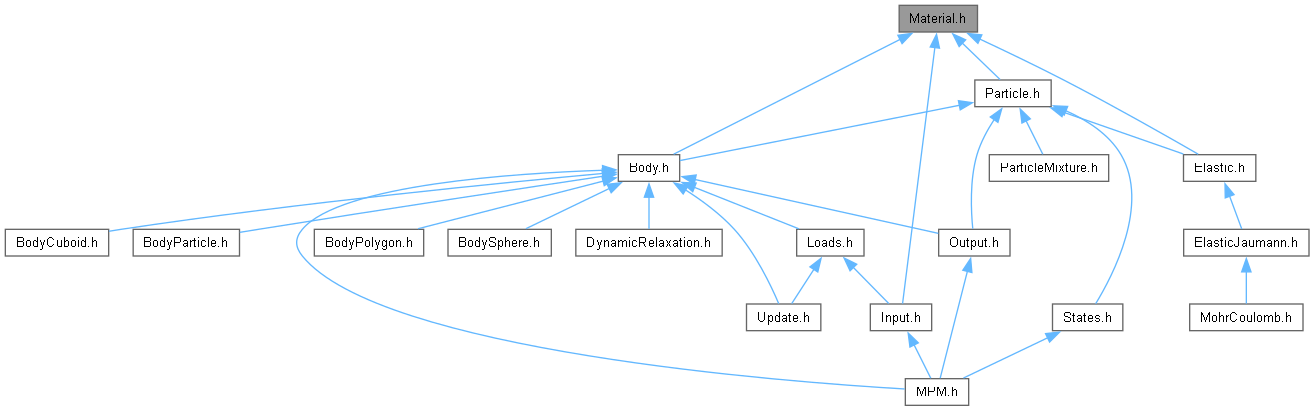 Material.h
Particle.h
Body.h
ParticleMixture.h
Elastic.h
BodyCuboid.h
BodyParticle.h
BodyPolygon.h
BodySphere.h
DynamicRelaxation.h
Loads.h
Output.h
ElasticJaumann.h
Update.h
Input.h
States.h
MohrCoulomb.h
MPM.h